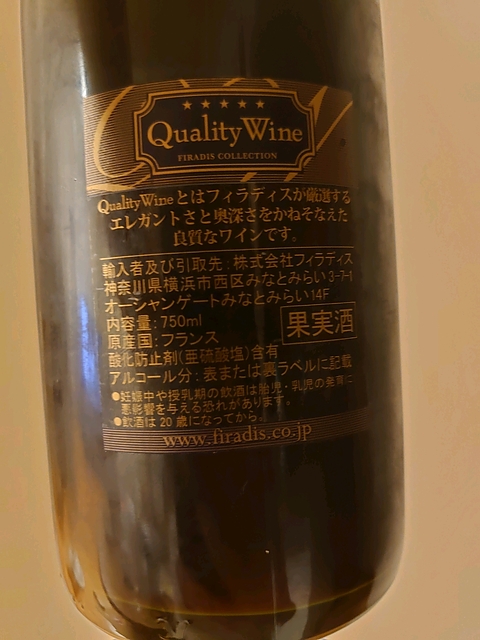 ★★★★★
Quality Wine
FIRADIS COLLECTION
Quality Wineとはフィラディスが厳選する
エレガントさと奥深さをかねそなえた
良質なワインです。
輸入者及び引取先:株式会社フィラディス
神奈川県横浜市西区みなとみらい3-7-1
オーシャンゲートみなとみらい14F
内容量:750ml
果実酒
原産国:フランス
酸化防止剤(亜硫酸塩)含有
アルコール分:表または裏ラベルに記載
●妊娠中や授乳期の飲酒は胎児・乳児の発育に
悪影響を与える恐れがあります。
●飲酒は20歳になってから。
www.firadis.co.jp